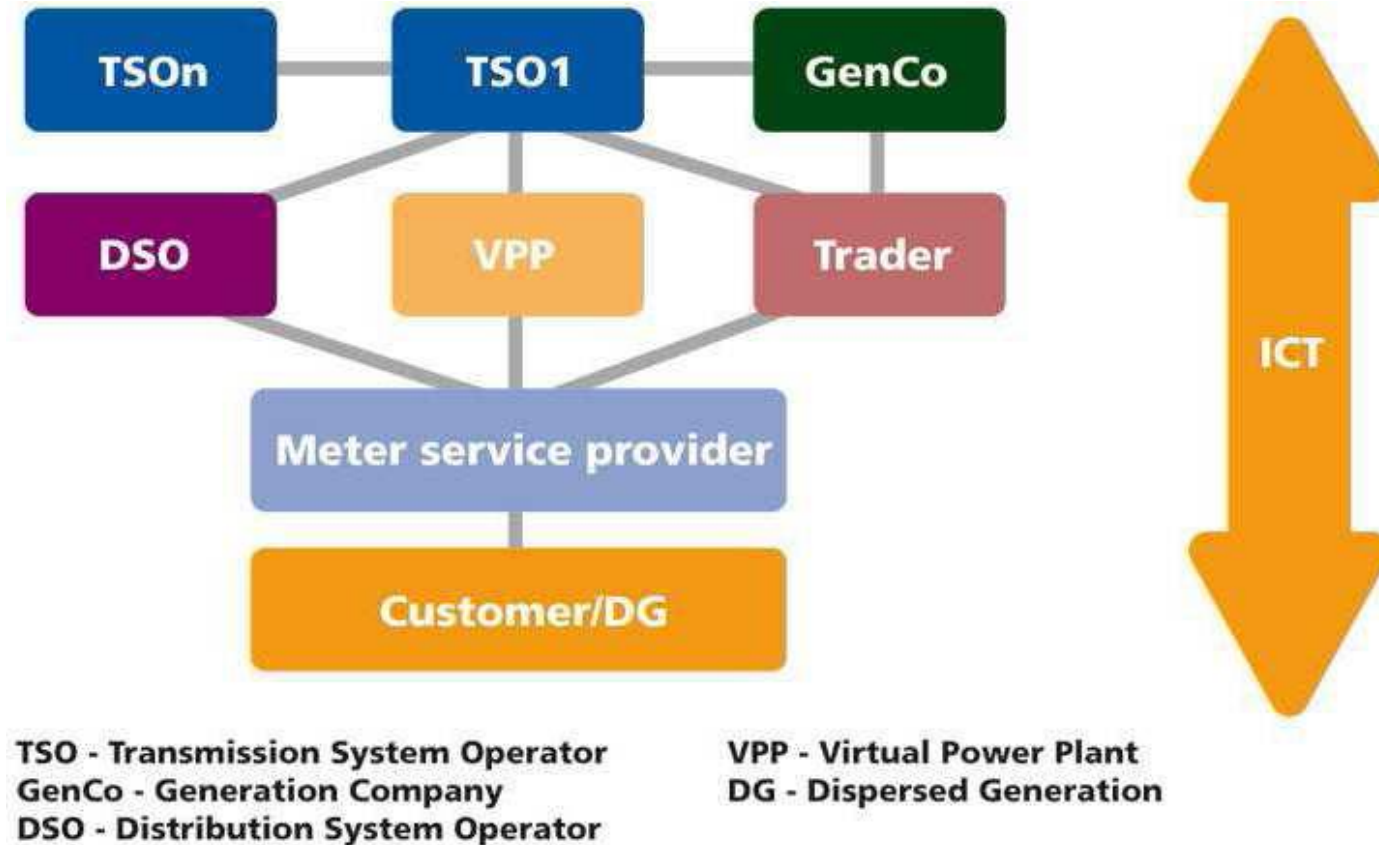 TSOn
TSO1
GenCo
DSO
VPP
Trader
ICT
Meter service provider
Customer/DG
TSO - Transmission System Operator
GenCo - Generation Company
DSO - Distribution System Operator
VPP - Virtual Power Plant
DG - Dispersed Generation